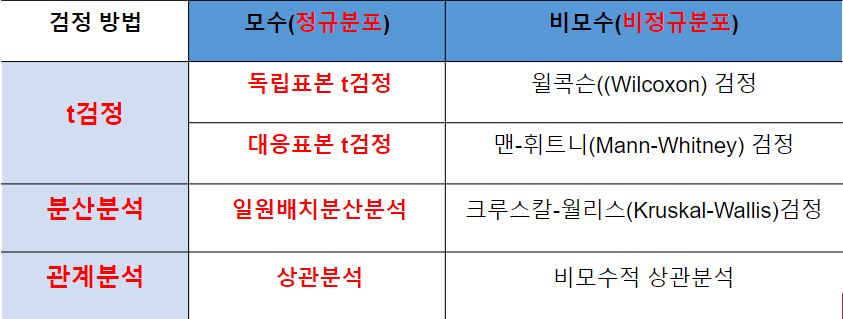 검정 방법 모수(정규분포) 비모수(비정규분포)
t검정
독립표본 t검정 윌콕슨((Wilcoxon) 검정
대응표본 t검정 맨-휘트니(Mann-Whitney) 검정
분산분석 일원배치분산분석 크루스칼-월리스(Kruskal-Wallis)검정
관계분석 상관분석 비모수적 상관분석